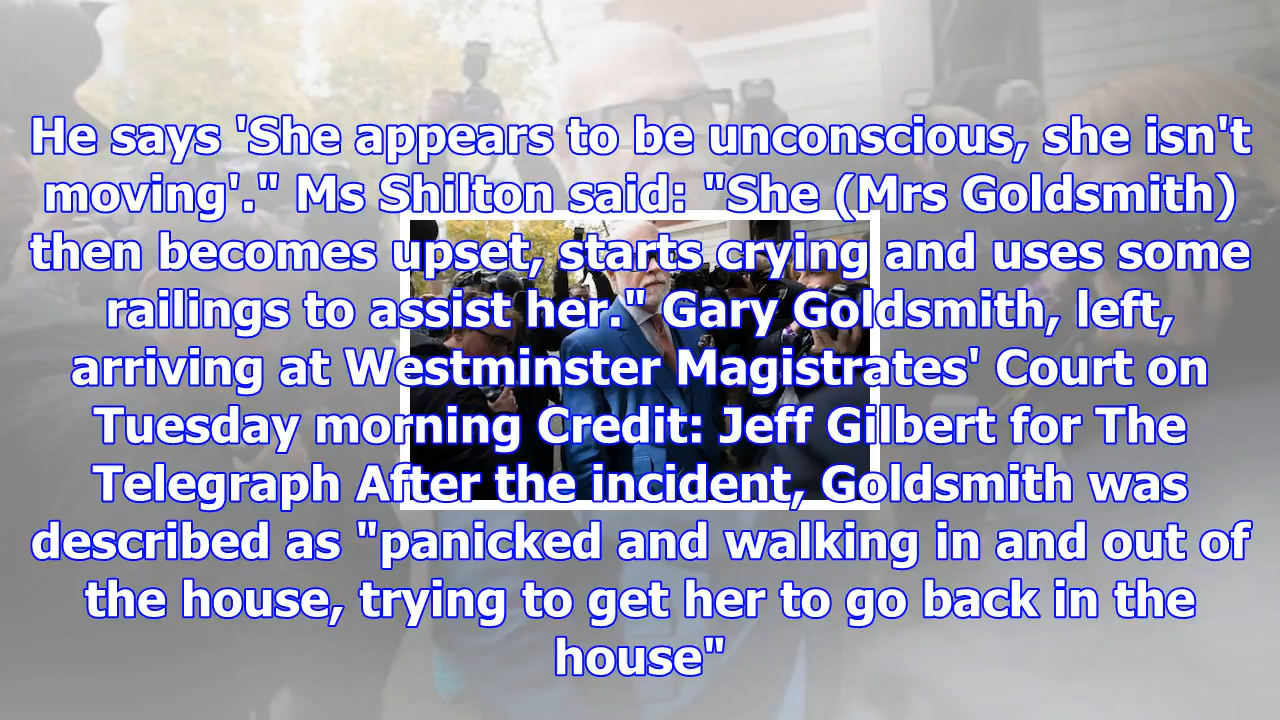 He says 'She appears to be unconscious, she isn't
moving'." Ms Shilton said: "She (Mrs Goldsmith)
then becomes upset, starts crying and uses some
railings to assist her." Gary Goldsmith, left,
arriving at Westminster Magistrates' Court on
Tuesday morning Credit: Jeff Gilbert for The
Telegraph After the incident, Goldsmith was
described as "panicked and walking in and out of
the house, trying to get her to go back in the
house"